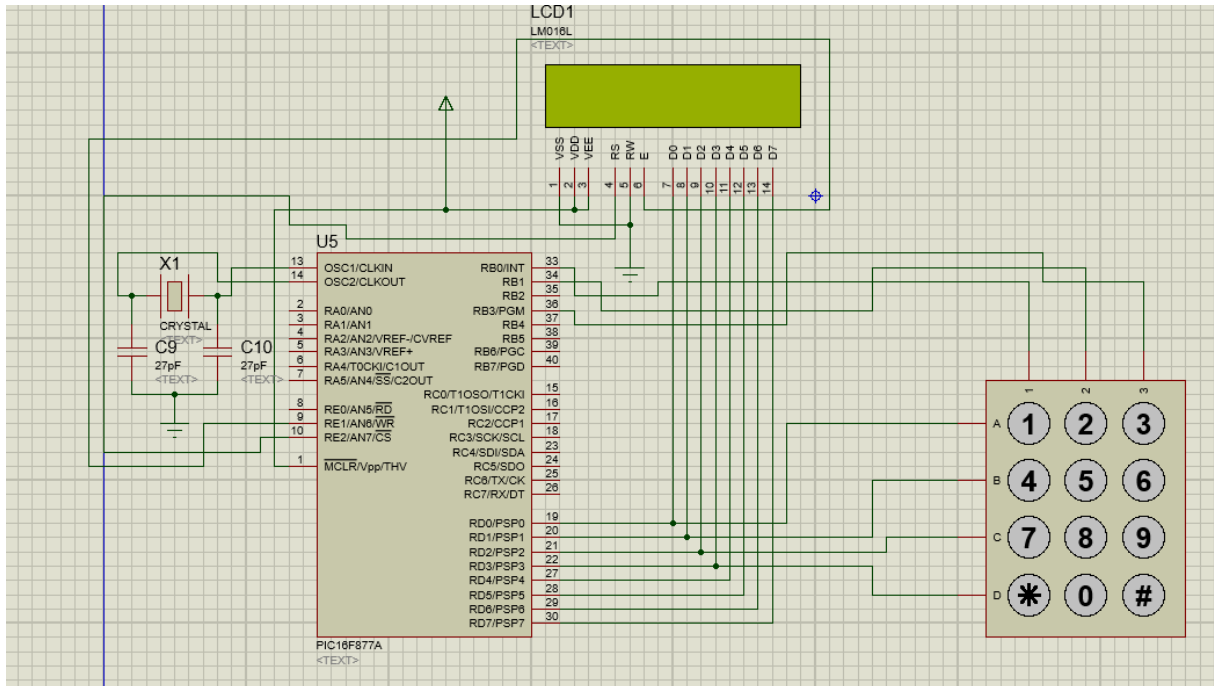 LCD1
LM016L
<TEXT>
VSS
VDD
VEE
RS
RW
E
D0
D1
D2
D3
D4
D5
D6
D7
1
2
3
4
5
6
7
8
9
10
11
12
13
14
U5
X1
CRYSTAL
<TEXT>
C9
27pF
<TEXT>
C10
27pF
<TEXT>
13 OSC1/CLKIN
14 OSC2/CLKOUT
2 RA0/AN0
3 RA1/AN1
4 RA2/AN2/VREF-/CVREF
5 RA3/AN3/VREF+
6 RA4/T0CKI/C1OUT
7 RA5/AN4/SS/C2OUT
8 RE0/AN5/RD
9 RE1/AN6/WR
10 RE2/AN7/CS
1 MCLR/Vpp/THV
RB0/INT 33
RB1 34
RB2 35
RB3/PGM 36
RB4 37
RB5 38
RB6/PGC 39
RB7/PGD 40
RC0/T1OSO/T1CKI 15
RC1/T1OSI/CCP2 16
RC2/CCP1 17
RC3/SCK/SCL 18
RC4/SDI/SDA 23
RC5/SDO 24
RC6/TX/CK 25
RC7/RX/DT 26
RD0/PSP0 19
RD1/PSP1 20
RD2/PSP2 21
RD3/PSP3 22
RD4/PSP4 27
RD5/PSP5 28
RD6/PSP6 29
RD7/PSP7 30
PIC16F877A
<TEXT>
1 2 3
A 1 2 3
B 4 5 6
C 7 8 9
D * 0 #